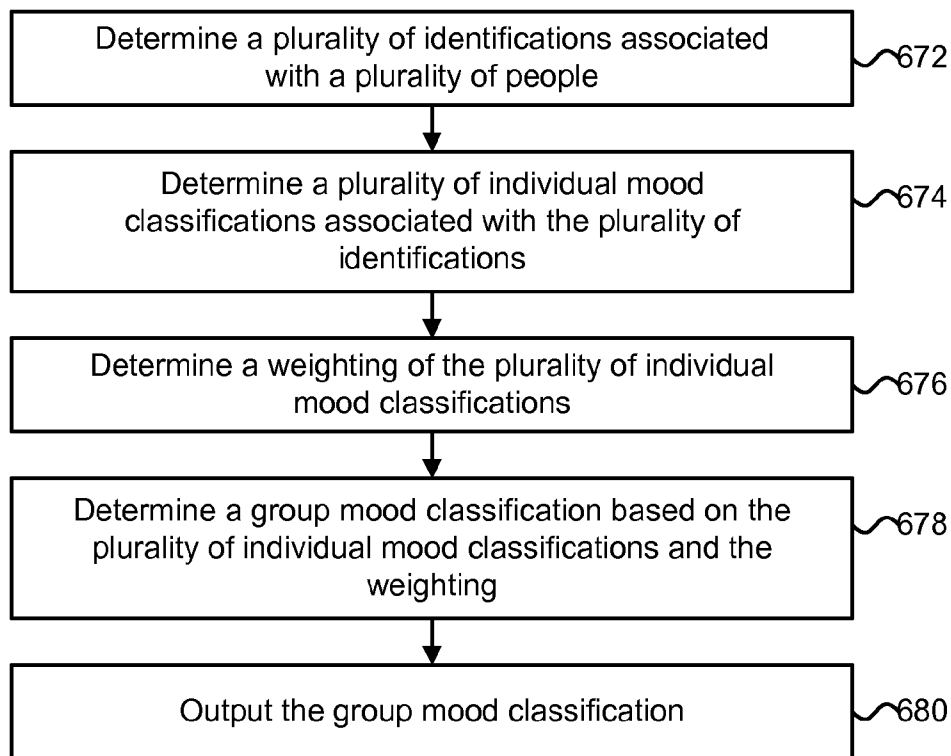 Determine a plurality of identifications associated
with a plurality of people
672
Determine a plurality of individual mood
classifications associated with the plurality of
identifications
674
Determine a weighting of the plurality of individual
mood classifications
676
Determine a group mood classification based on the
plurality of individual mood classifications and the
weighting
678
Output the group mood classification
680